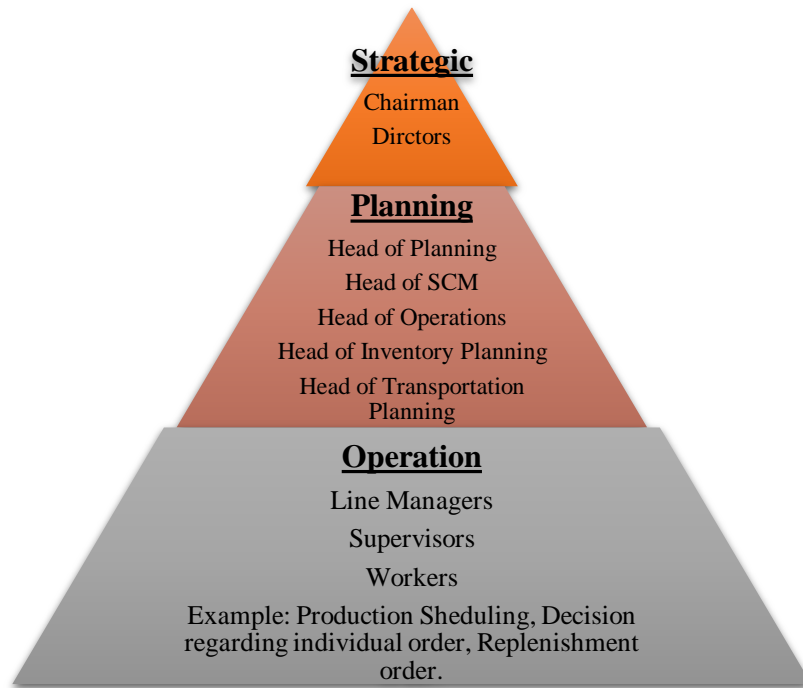 Strategic
Chairman
Dirctors
Planning
Head of Planning
Head of SCM
Head of Operations
Head of Inventory Planning
Head of Transportation
Planning
Operation
Line Managers
Supervisors
Workers
Example: Production Sheduling, Decision
regarding individual order, Replenishment
order.